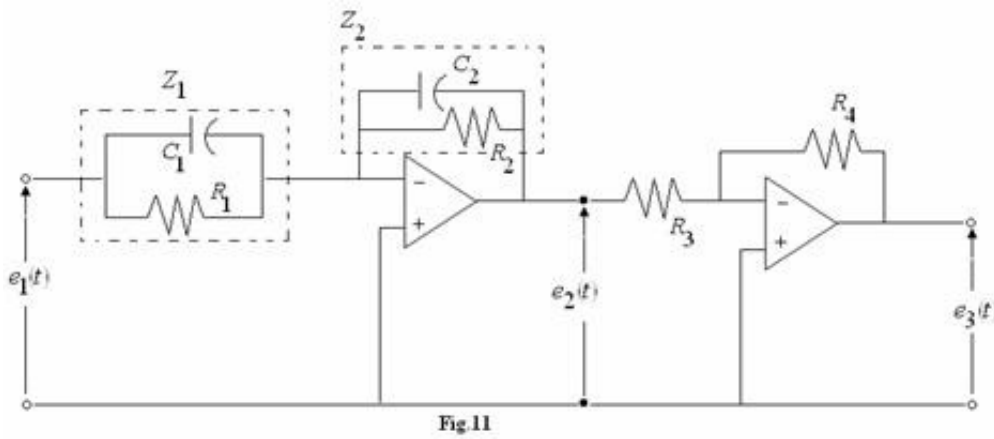 Z2
C2
R2
Z1
C1
R1
R4
R3
−
+
−
+
e1(t)
e2(t)
e3(t
Fig.11